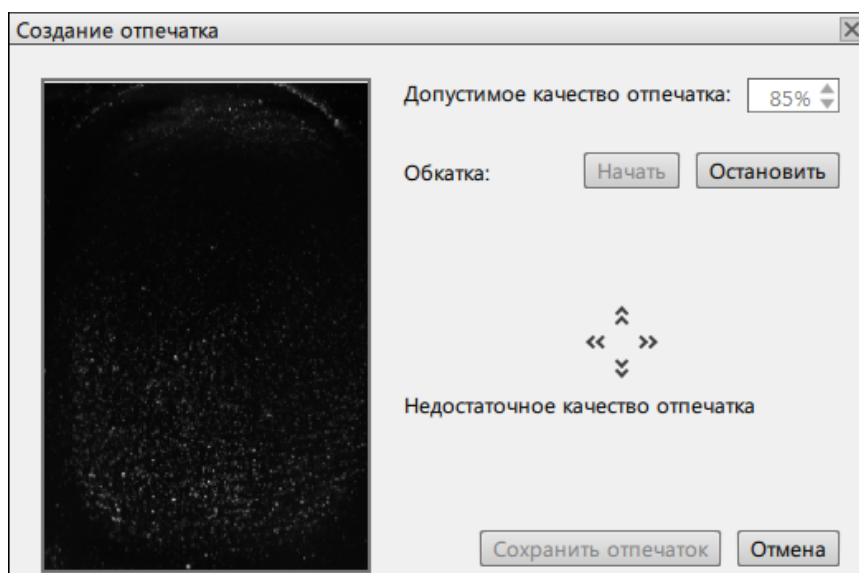 Создание отпечатка
Допустимое качество отпечатка: 85%
Обкатка: Начать Остановить
Недостаточное качество отпечатка
Сохранить отпечаток Отмена